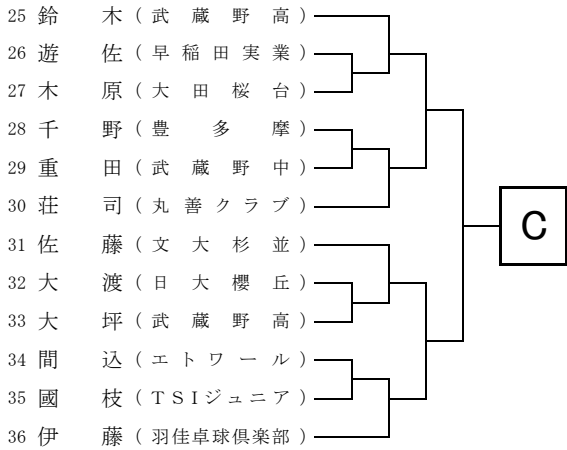 25 鈴木（武蔵野高）
26 遊佐（早稲田実業）
27 木原（大田桜台）
28 千野（豊多摩）
29 重田（武蔵野中）
30 荘司（丸善クラブ）
31 佐藤（文大杉並）
32 大渡（日大櫻丘）
33 大坪（武蔵野高）
34 間込（エトワール）
35 國枝（TSIジュニア）
36 伊藤（羽佳卓球倶楽部）
C